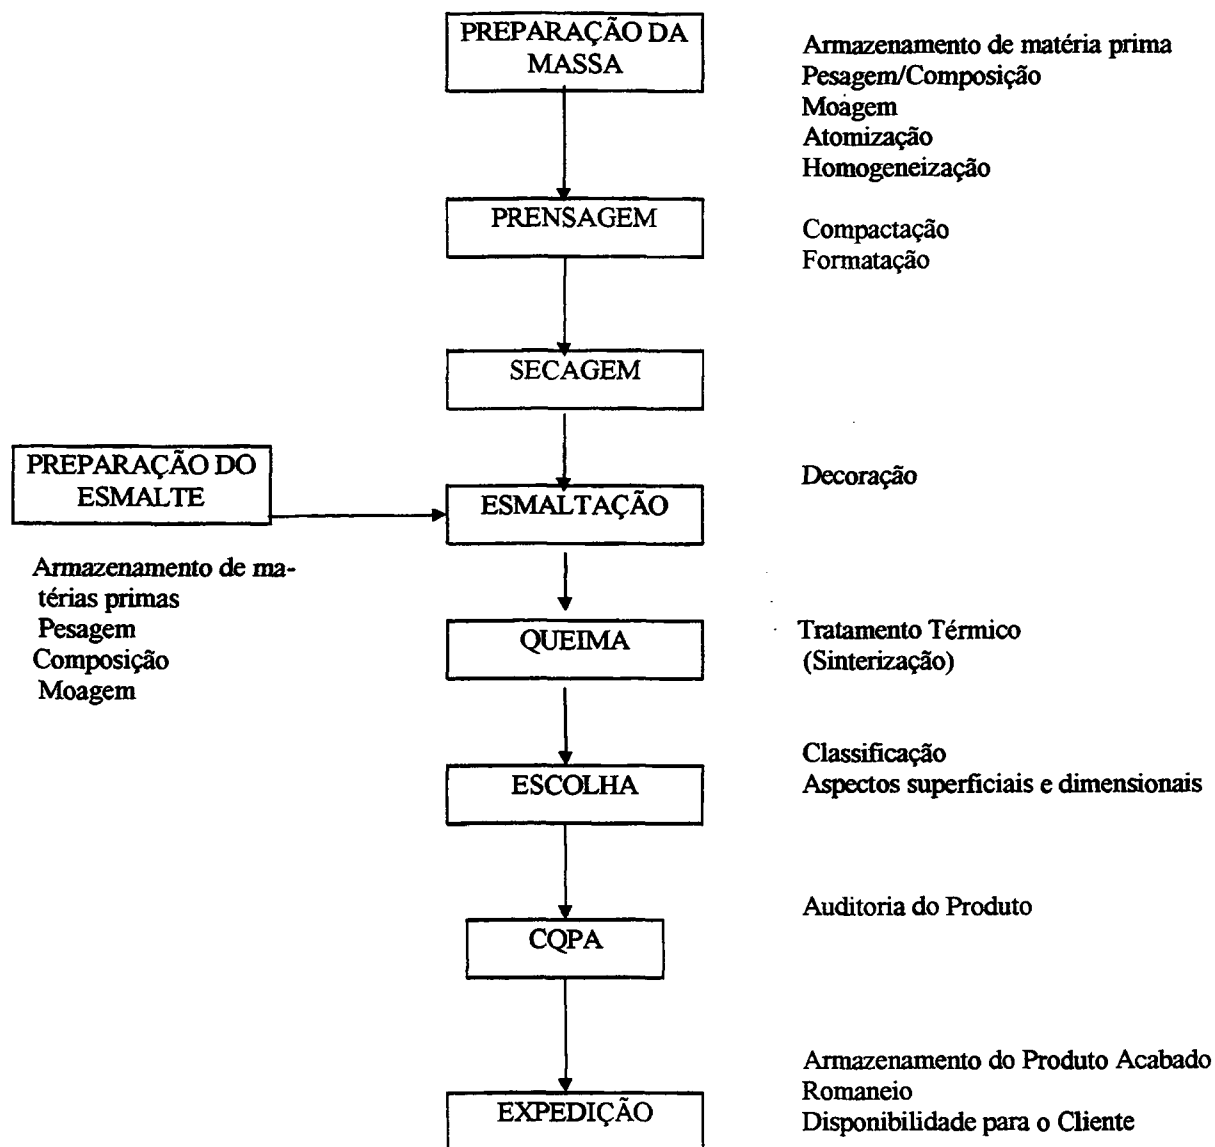 PREPARAÇÃO DA
MASSA
Armazenamento de matéria prima
Pesagem/Composição
Moagem
Atomização
Homogeneização
PRENSAGEM
Compactação
Formatação
SECAGEM
PREPARAÇÃO DO
ESMALTE
Armazenamento de ma-
térias primas
Pesagem
Composição
Moagem
ESMALTAÇÃO
Decoração
QUEIMA
Tratamento Térmico
(Sinterização)
ESCOLHA
Classificação
Aspectos superficiais e dimensionais
CQPA
Auditoria do Produto
EXPEDIÇÃO
Armazenamento do Produto Acabado
Romaneio
Disponibilidade para o Cliente